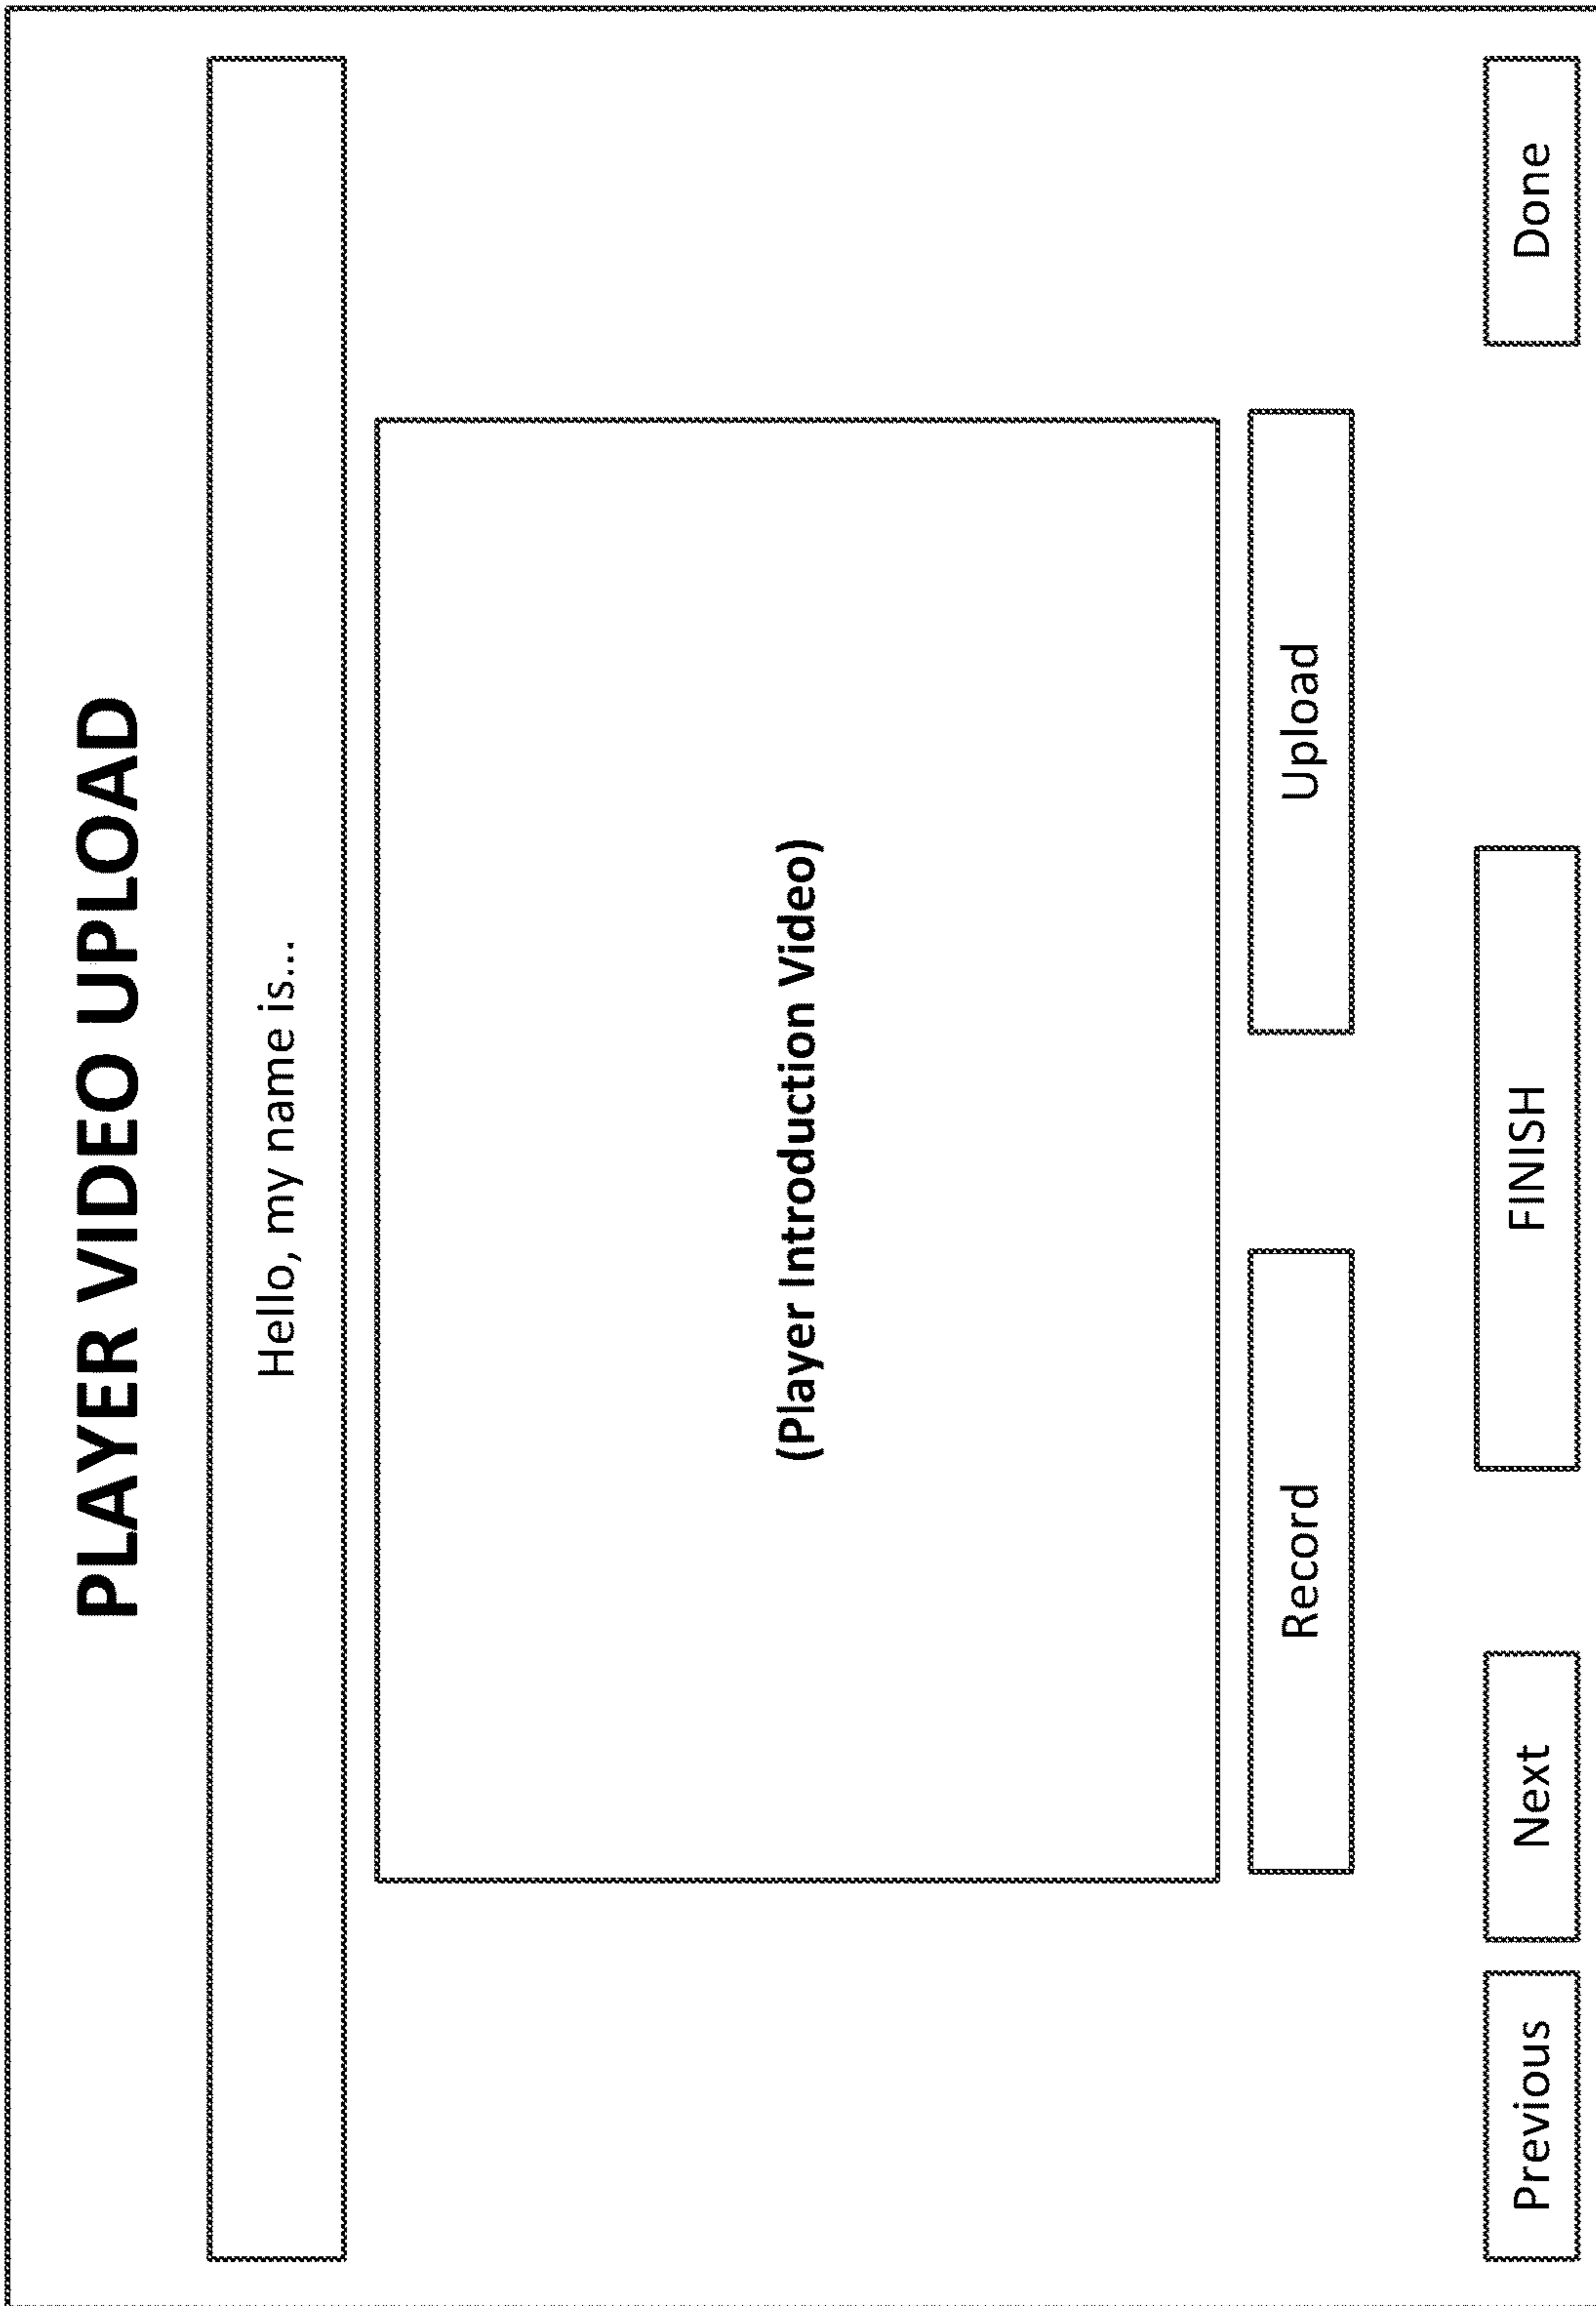 PLAYER VIDEO UPLOAD
Hello, my name is...
(Player Introduction Video)
Record
Upload
Previous
Next
FINISH
Done